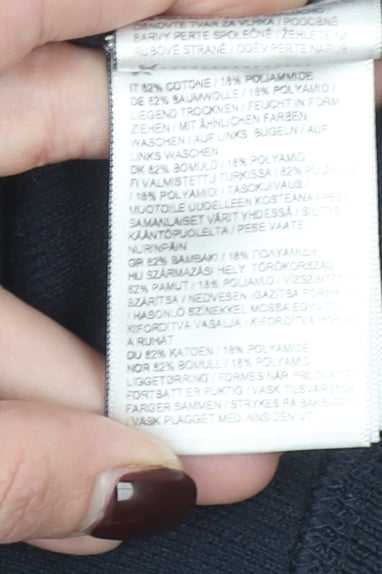 OBNOVTE TVAR ZA VLHKA / PODOBNÉ
BARVY PERTE SPOLEČNĚ / ŽEHLETE NA
RUBOVÉ STRANĚ / ODĚV PERTE NARUBY
IT 82% COTONE / 18% POLIAMMIDE
DE 82% BAUMWOLLE / 18% POLYAMID /
LIEGEND TROCKNEN / FEUCHT IN FORM
ZIEHEN / MIT ÄHNLICHEN FARBEN
WASCHEN / AUF LINKS BÜGELN / AUF
LINKS WASCHEN
DK 82% BOMULD / 18% POLYAMID
FI VALMISTETTU TURKISSA / 82% PUUVILLA
/ 18% POLYAMIDI / TASOKUIVAUS /
MUOTOILE UUDELLEEN KOSTEANA / PESE
SAMANLAISET VÄRIT YHDESSÄ / SILITÄ
KÄÄNTÖPUOLELTA / PESE VAATE
NURINPÄIN
GR 82% ΒΑΜΒΑΚΙ / 18% ΠΟΛΥΑΜΙΔΗ
HU SZÁRMAZÁSI HELY TÖRÖKORSZÁG
82% PAMUT / 18% POLIAMID / VÍZSZINTES
SZÁRÍTSA / NEDVESEN IGAZÍTSA FORMÁRA
/ HASONLÓ SZÍNEKKEL MOSSA EGYÜTT
KIFORDÍTVA VASALJA / KIFORDÍTVA MOSSA
A RUHÁT
DU 82% KATOEN / 18% POLYAMIDE
NOR 82% BOMULL / 18% POLYAMID
LIGGETØRRING / FORMES NÅR PRODUKTET
FORTSATT ER FUKTIG / VASK TILSVARENDE
FARGER SAMMEN / STRYKES PÅ BAKSIDEN
/ VASK PLAGGET MED INNSIDEN UT